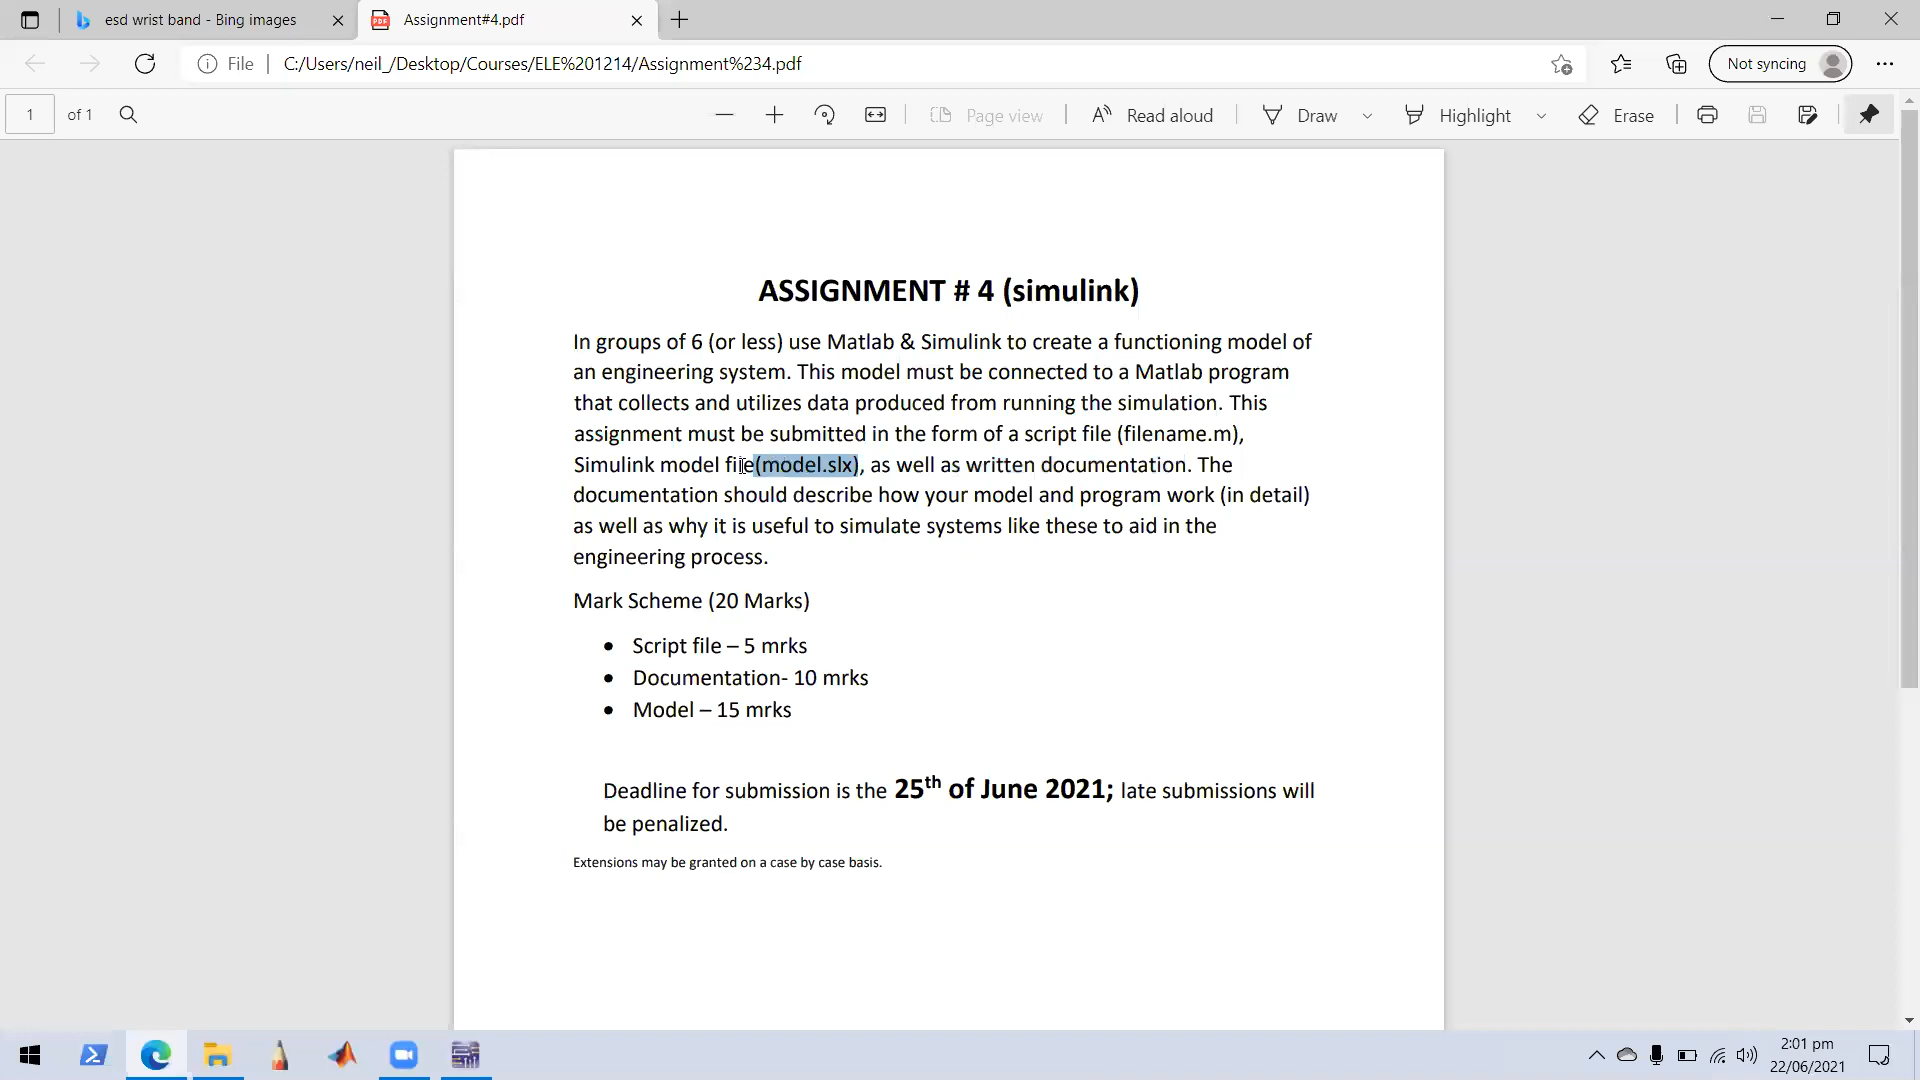 esd wrist band - Bing images
Assignment#4.pdf
File
C:/Users/neil_/Desktop/Courses/ELE%201214/Assignment%234.pdf
Not syncing
1
of 1
Page view
Read aloud
Draw
Highlight
Erase
ASSIGNMENT # 4 (simulink)
In groups of 6 (or less) use Matlab & Simulink to create a functioning model of
an engineering system. This model must be connected to a Matlab program
that collects and utilizes data produced from running the simulation. This
assignment must be submitted in the form of a script file (filename.m),
Simulink model file(model.slx), as well as written documentation. The
documentation should describe how your model and program work (in detail)
as well as why it is useful to simulate systems like these to aid in the
engineering process.
Mark Scheme (20 Marks)
• Script file – 5 mrks
• Documentation- 10 mrks
• Model – 15 mrks
Deadline for submission is the 25th of June 2021; late submissions will
be penalized.
Extensions may be granted on a case by case basis.
2:01 pm
22/06/2021